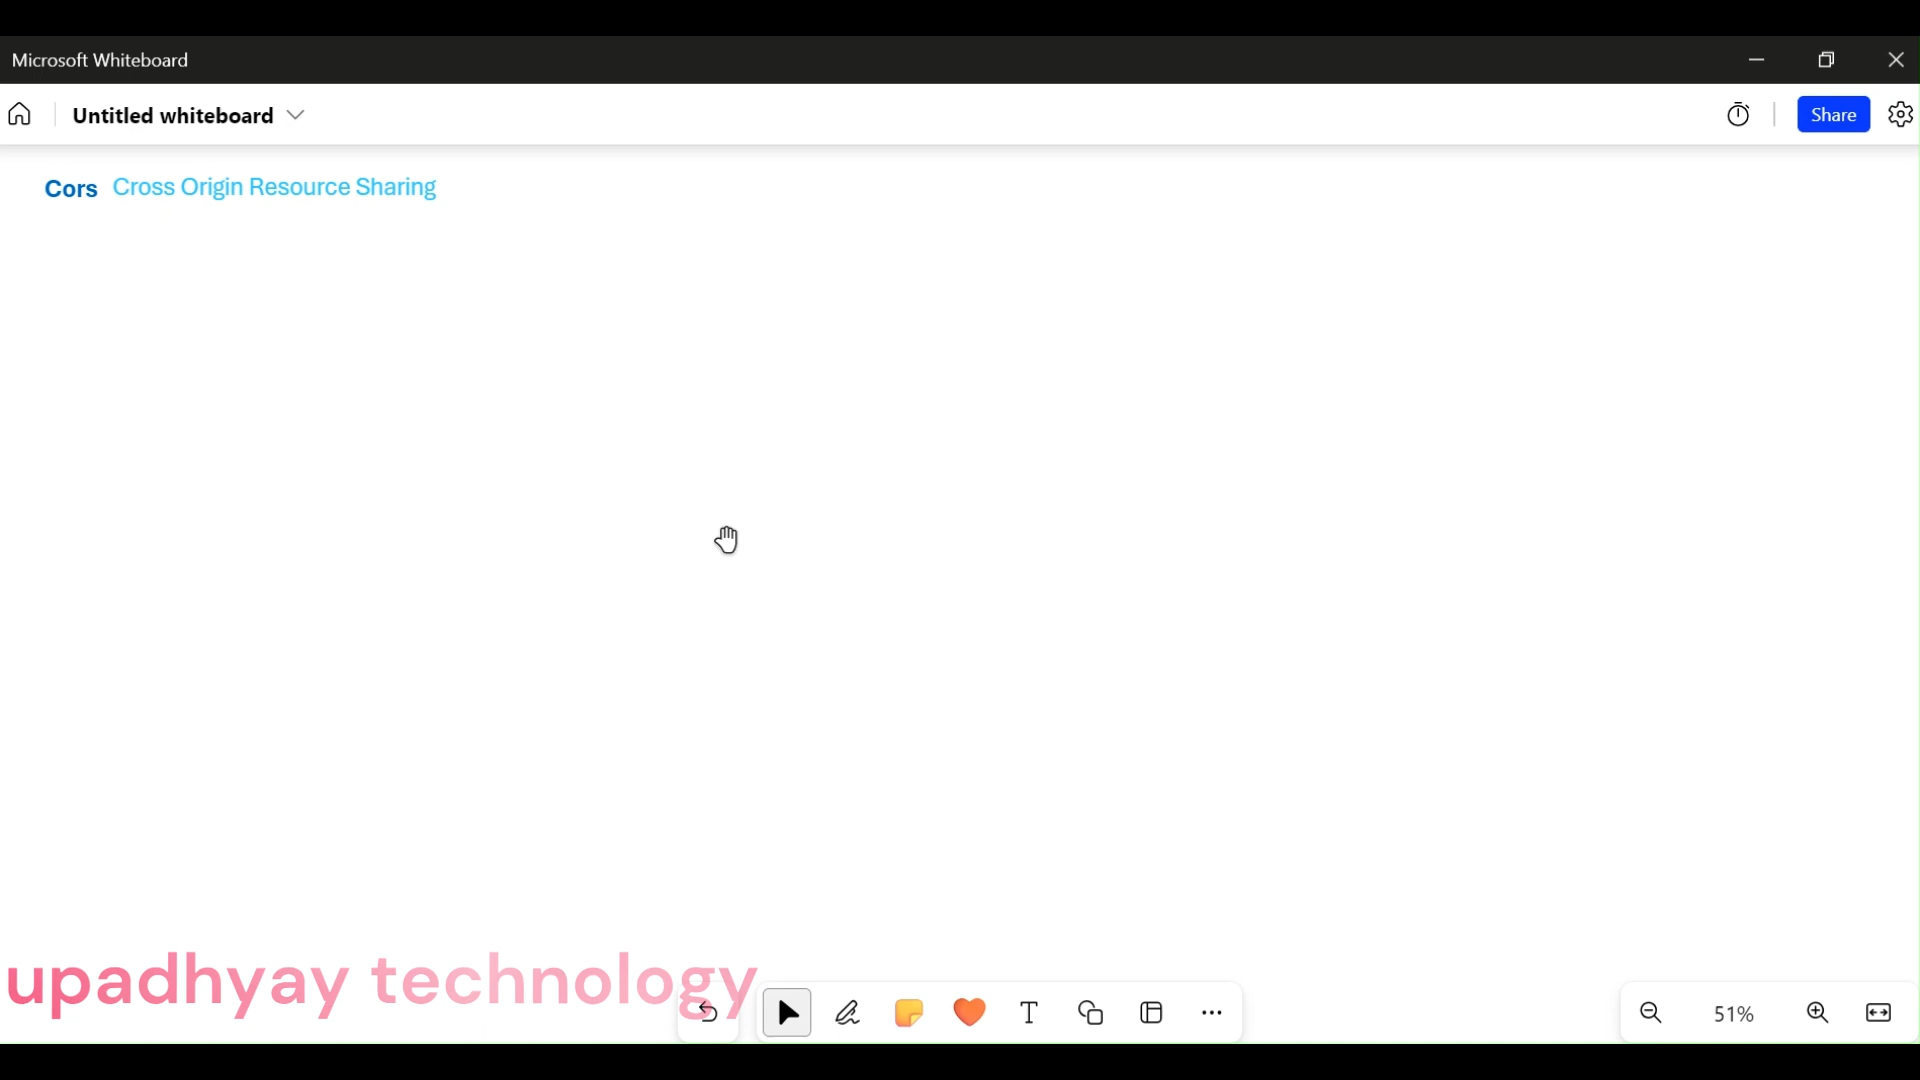 Microsoft Whiteboard
Untitled whiteboard
Share
Cors Cross Origin Resource Sharing
upadhyay technology
T
51%